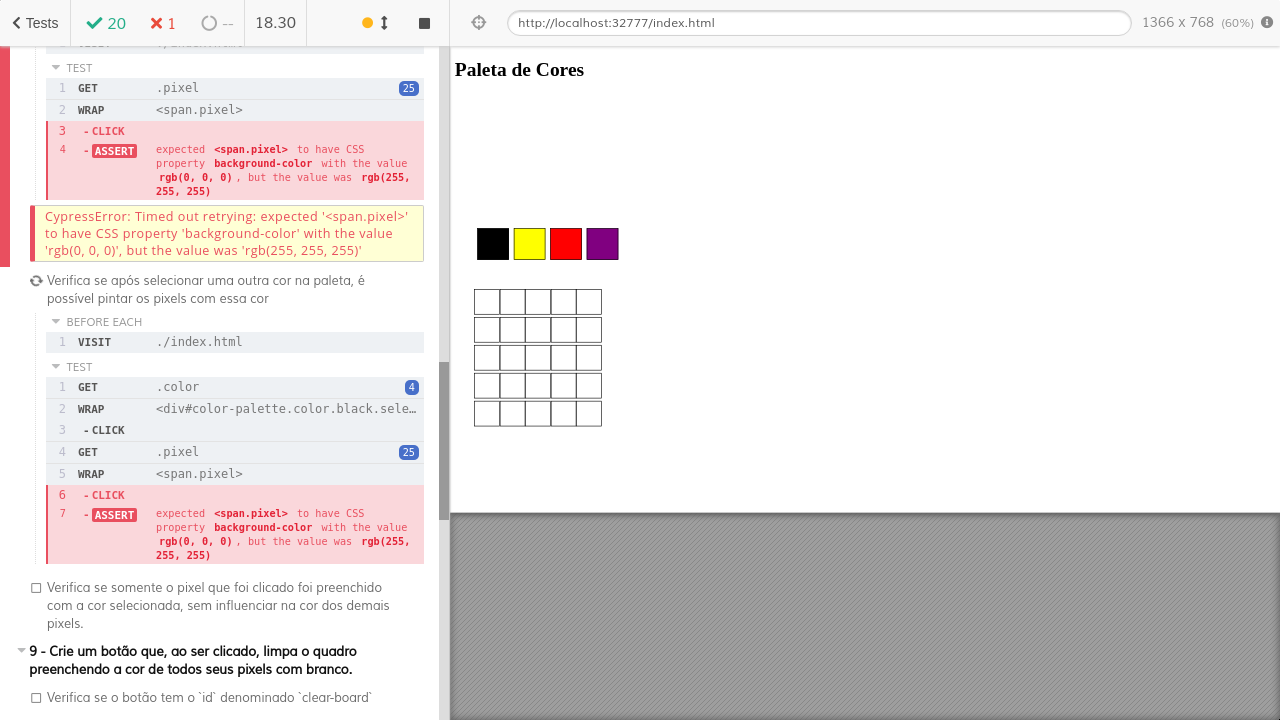 Tests
20
1
--
18.30
http://localhost:32777/index.html
1366 x 768 (60%)
TEST
1 GET .pixel 25
2 WRAP <span.pixel>
3 - CLICK
4 - ASSERT expected <span.pixel> to have CSS
property background-color with the value
rgb(0, 0, 0), but the value was rgb(255,
255, 255)
CypressError: Timed out retrying: expected '<span.pixel>'
to have CSS property 'background-color' with the value
'rgb(0, 0, 0)', but the value was 'rgb(255, 255, 255)'
Verifica se após selecionar uma outra cor na paleta, é
possível pintar os pixels com essa cor
BEFORE EACH
1 VISIT ./index.html
TEST
1 GET .color 4
2 WRAP <div#color-palette.color.black.sele…
3 - CLICK
4 GET .pixel 25
5 WRAP <span.pixel>
6 - CLICK
7 - ASSERT expected <span.pixel> to have CSS
property background-color with the value
rgb(0, 0, 0), but the value was rgb(255,
255, 255)
Verifica se somente o pixel que foi clicado foi preenchido
com a cor selecionada, sem influenciar na cor dos demais
pixels.
9 - Crie um botão que, ao ser clicado, limpa o quadro
preenchendo a cor de todos seus pixels com branco.
Verifica se o botão tem o `id` denominado `clear-board`
Paleta de Cores